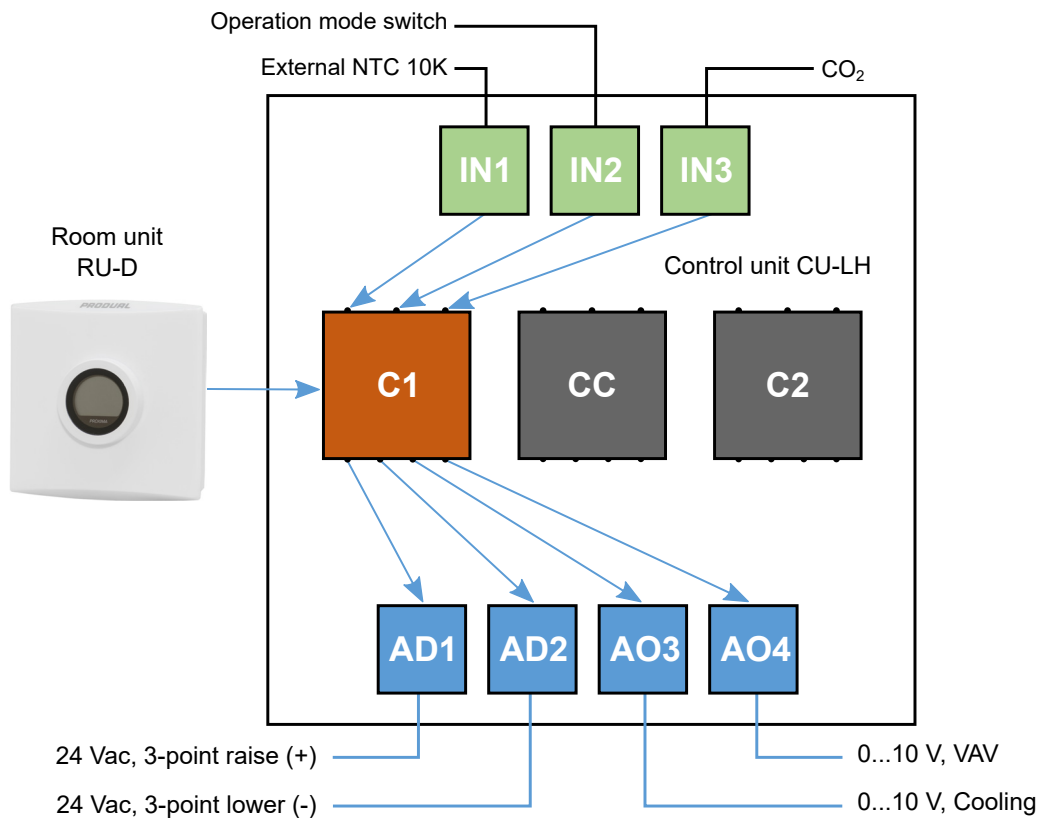 Operation mode switch
External NTC 10K
CO₂
IN1
IN2
IN3
Room unit
RU-D
Control unit CU-LH
PRODUAL
C1
CC
C2
AD1
AD2
AO3
AO4
24 Vac, 3-point raise (+)
0...10 V, VAV
24 Vac, 3-point lower (-)
0...10 V, Cooling